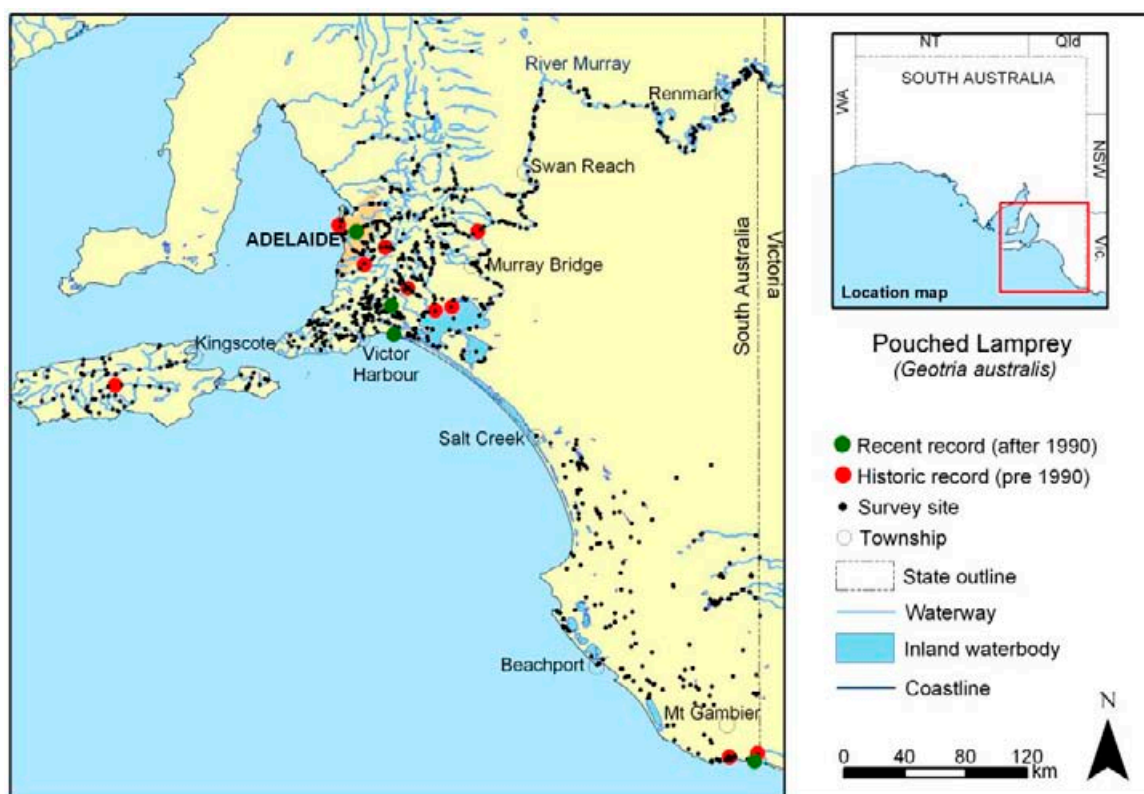 River Murray
Renmark
Swan Reach
ADELAIDE
Murray Bridge
Kingscote
Victor
Harbour
Salt Creek
Beachport
Mt Gambier
South Australia
Victoria
NT
Qld
SOUTH AUSTRALIA
WA
NSW
Vic.
Location map
Pouched Lamprey
(Geotria australis)
Recent record (after 1990)
Historic record (pre 1990)
Survey site
Township
State outline
Waterway
Inland waterbody
Coastline
N
0 40 80 120
km